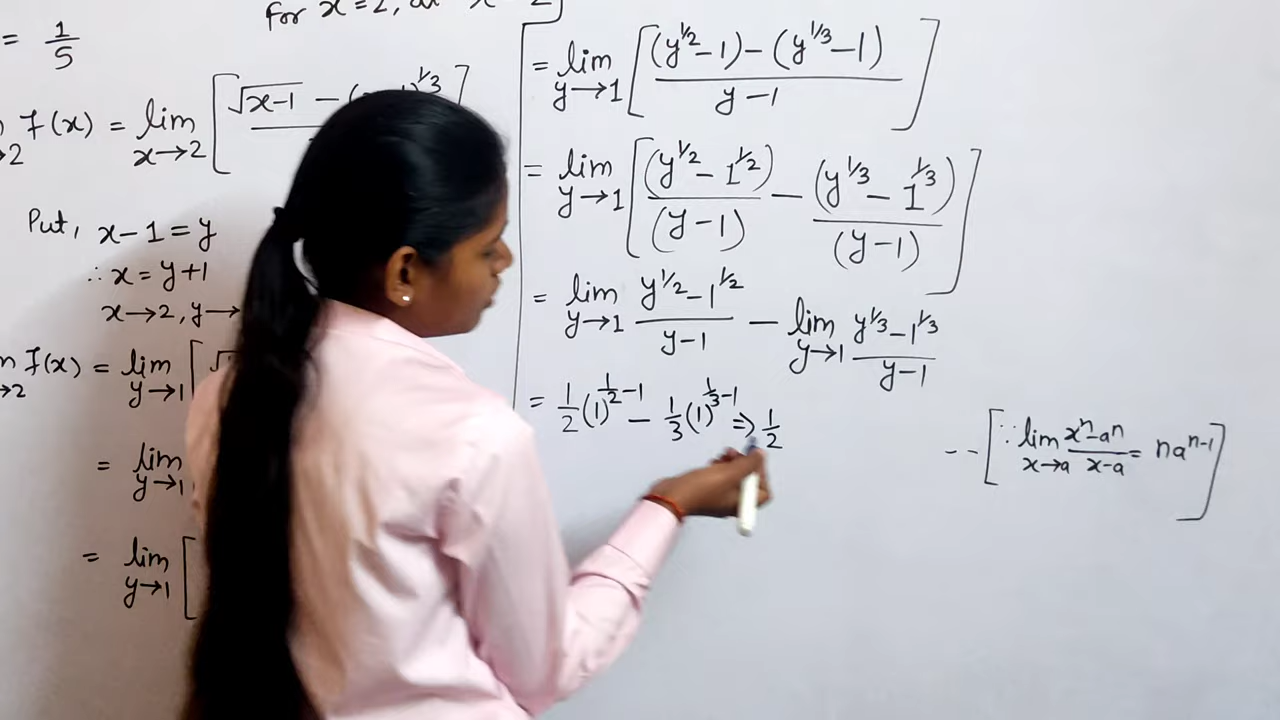 For x=2, at x
= 1/5
f(x) = lim x→2 [√x-1 - ( )^1/3
Put, x-1 = y
∴ x = y+1
x→2, y→
f(x) = lim y→1 [√
= lim y→1
= lim y→1 [
= lim y→1 [(y^1/2 - 1) - (y^1/3 - 1) / y-1]
= lim y→1 [(y^1/2 - 1^1/2) / (y-1) - (y^1/3 - 1^1/3) / (y-1)]
= lim y→1 y^1/2 - 1^1/2 / y-1 - lim y→1 y^1/3 - 1^1/3 / y-1
= 1/2 (1)^1/2-1 - 1/3 (1)^1/3-1 ⇒ 1/2
-- [∵ lim x→a x^n - a^n / x-a = na^n-1]